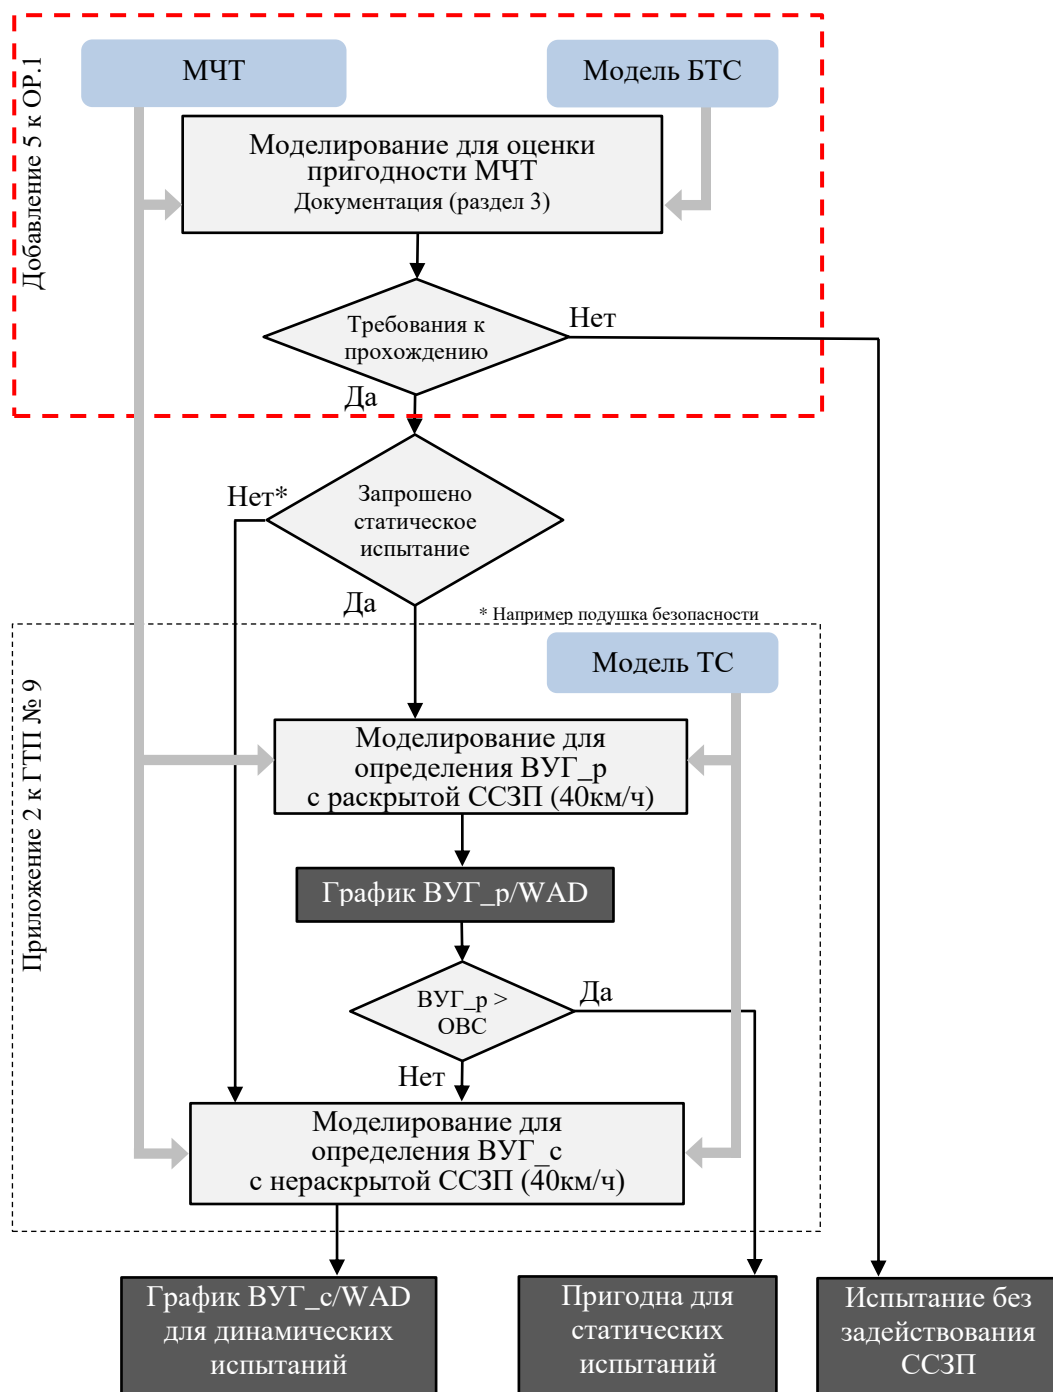 Добавление 5 к ОР.1
МЧТ
Модель БТС
Моделирование для оценки
пригодности МЧТ
Документация (раздел 3)
Требования к
прохождению
Нет
Да
Запрошено
статическое
испытание
Нет*
Да
* Например подушка безопасности
Приложение 2 к ГТП № 9
Модель ТС
Моделирование для
определения ВУГ_р
с раскрытой ССЗП (40км/ч)
График ВУГ_р/WAD
ВУГ_р >
ОВС
Да
Нет
Моделирование для
определения ВУГ_с
с нераскрытой ССЗП (40км/ч)
График ВУГ_с/WAD
для динамических
испытаний
Пригодна для
статических
испытаний
Испытание без
задействования
ССЗП